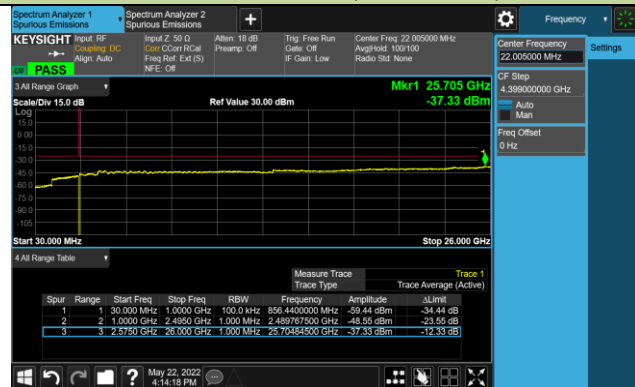 Spectrum Analyzer 1
Spurious Emissions
Spectrum Analyzer 2
Spurious Emissions
+
Frequency
KEYSIGHT
Input: RF
Coupling: DC
Align: Auto
Input Z: 50 Ω
Corr CCorr RCal
Freq Ref: Ext (S)
NFE: Off
Atten: 18 dB
Preamp: Off
Trig: Free Run
Gate: Off
IF Gain: Low
Center Freq: 22.005000 MHz
Avg|Hold: 100/100
Radio Std: None
PASS
Center Frequency
22.005000 MHz
Settings
CF Step
4.399000000 GHz
Auto
Man
Freq Offset
0 Hz
3 All Range Graph
Mkr1 25.705 GHz
Scale/Div 15.0 dB
Ref Value 30.00 dBm
-37.33 dBm
Log
15.0
0.00
-15.0
-30.0
-45.0
-60.0
-75.0
-90.0
-105
1
Start 30.000 MHz
Stop 26.000 GHz
4 All Range Table
Measure Trace Trace 1
Trace Type Trace Average (Active)
Spur Range Start Freq Stop Freq RBW Frequency Amplitude ΔLimit
1 1 30.000 MHz 1.0000 GHz 100.0 kHz 856.4400000 MHz -59.44 dBm -34.44 dB
2 2 1.0000 GHz 2.4950 GHz 1.000 MHz 2.489767500 GHz -48.55 dBm -23.55 dB
3 3 2.5750 GHz 26.000 GHz 1.000 MHz 25.70484500 GHz -37.33 dBm -12.33 dB
?
May 22, 2022
4:14:18 PM